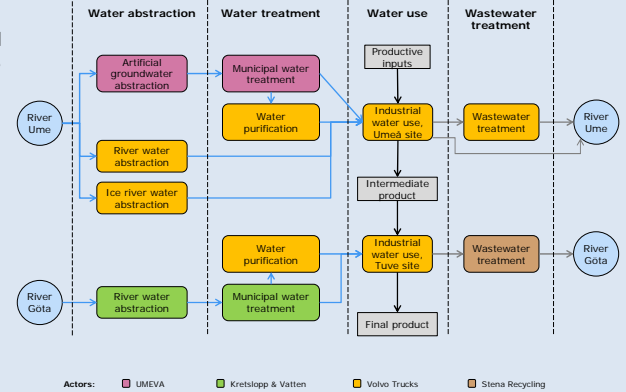 Water abstraction
Water treatment
Water use
Wastewater
treatment
Artificial
groundwater
abstraction
Municipal water
treatment
Productive
inputs
River
Ume
Water
purification
Industrial
water use,
Umeå site
Wastewater
treatment
River
Ume
River water
abstraction
Ice river water
abstraction
Intermediate
product
Water
purification
Industrial
water use,
Tuve site
Wastewater
treatment
River
Göta
River
Göta
River water
abstraction
Municipal water
treatment
Final product
Actors:
UMEVA
Kretslopp & Vatten
Volvo Trucks
Stena Recycling